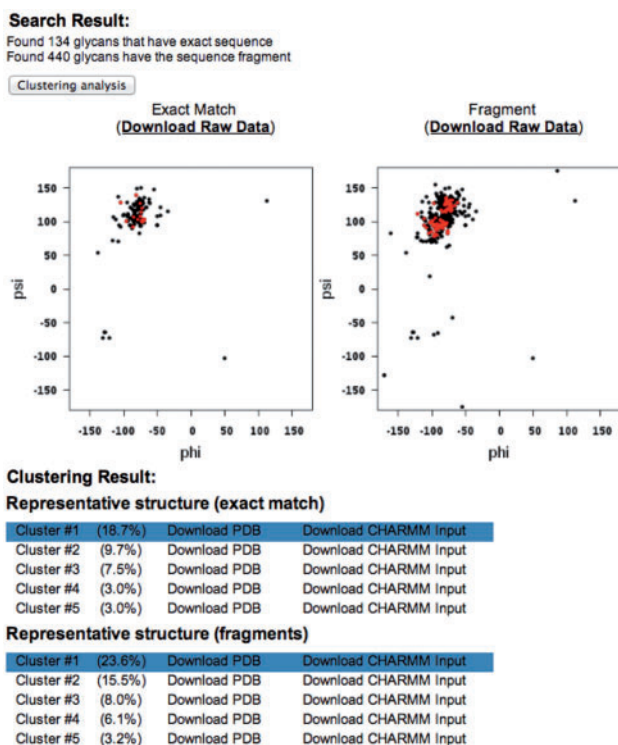 Search Result:
Found 134 glycans that have exact sequence
Found 440 glycans have the sequence fragment
Clustering analysis
Exact Match
(Download Raw Data)
Fragment
(Download Raw Data)
psi
150
100
50
0
-50
-100
-150
-150 -100 -50 0 50 100 150
phi
psi
150
100
50
0
-50
-100
-150
-150 -100 -50 0 50 100 150
phi
Clustering Result:
Representative structure (exact match)
Cluster #1 (18.7%) Download PDB Download CHARMM Input
Cluster #2 (9.7%) Download PDB Download CHARMM Input
Cluster #3 (7.5%) Download PDB Download CHARMM Input
Cluster #4 (3.0%) Download PDB Download CHARMM Input
Cluster #5 (3.0%) Download PDB Download CHARMM Input
Representative structure (fragments)
Cluster #1 (23.6%) Download PDB Download CHARMM Input
Cluster #2 (15.5%) Download PDB Download CHARMM Input
Cluster #3 (8.0%) Download PDB Download CHARMM Input
Cluster #4 (6.1%) Download PDB Download CHARMM Input
Cluster #5 (3.2%) Download PDB Download CHARMM Input